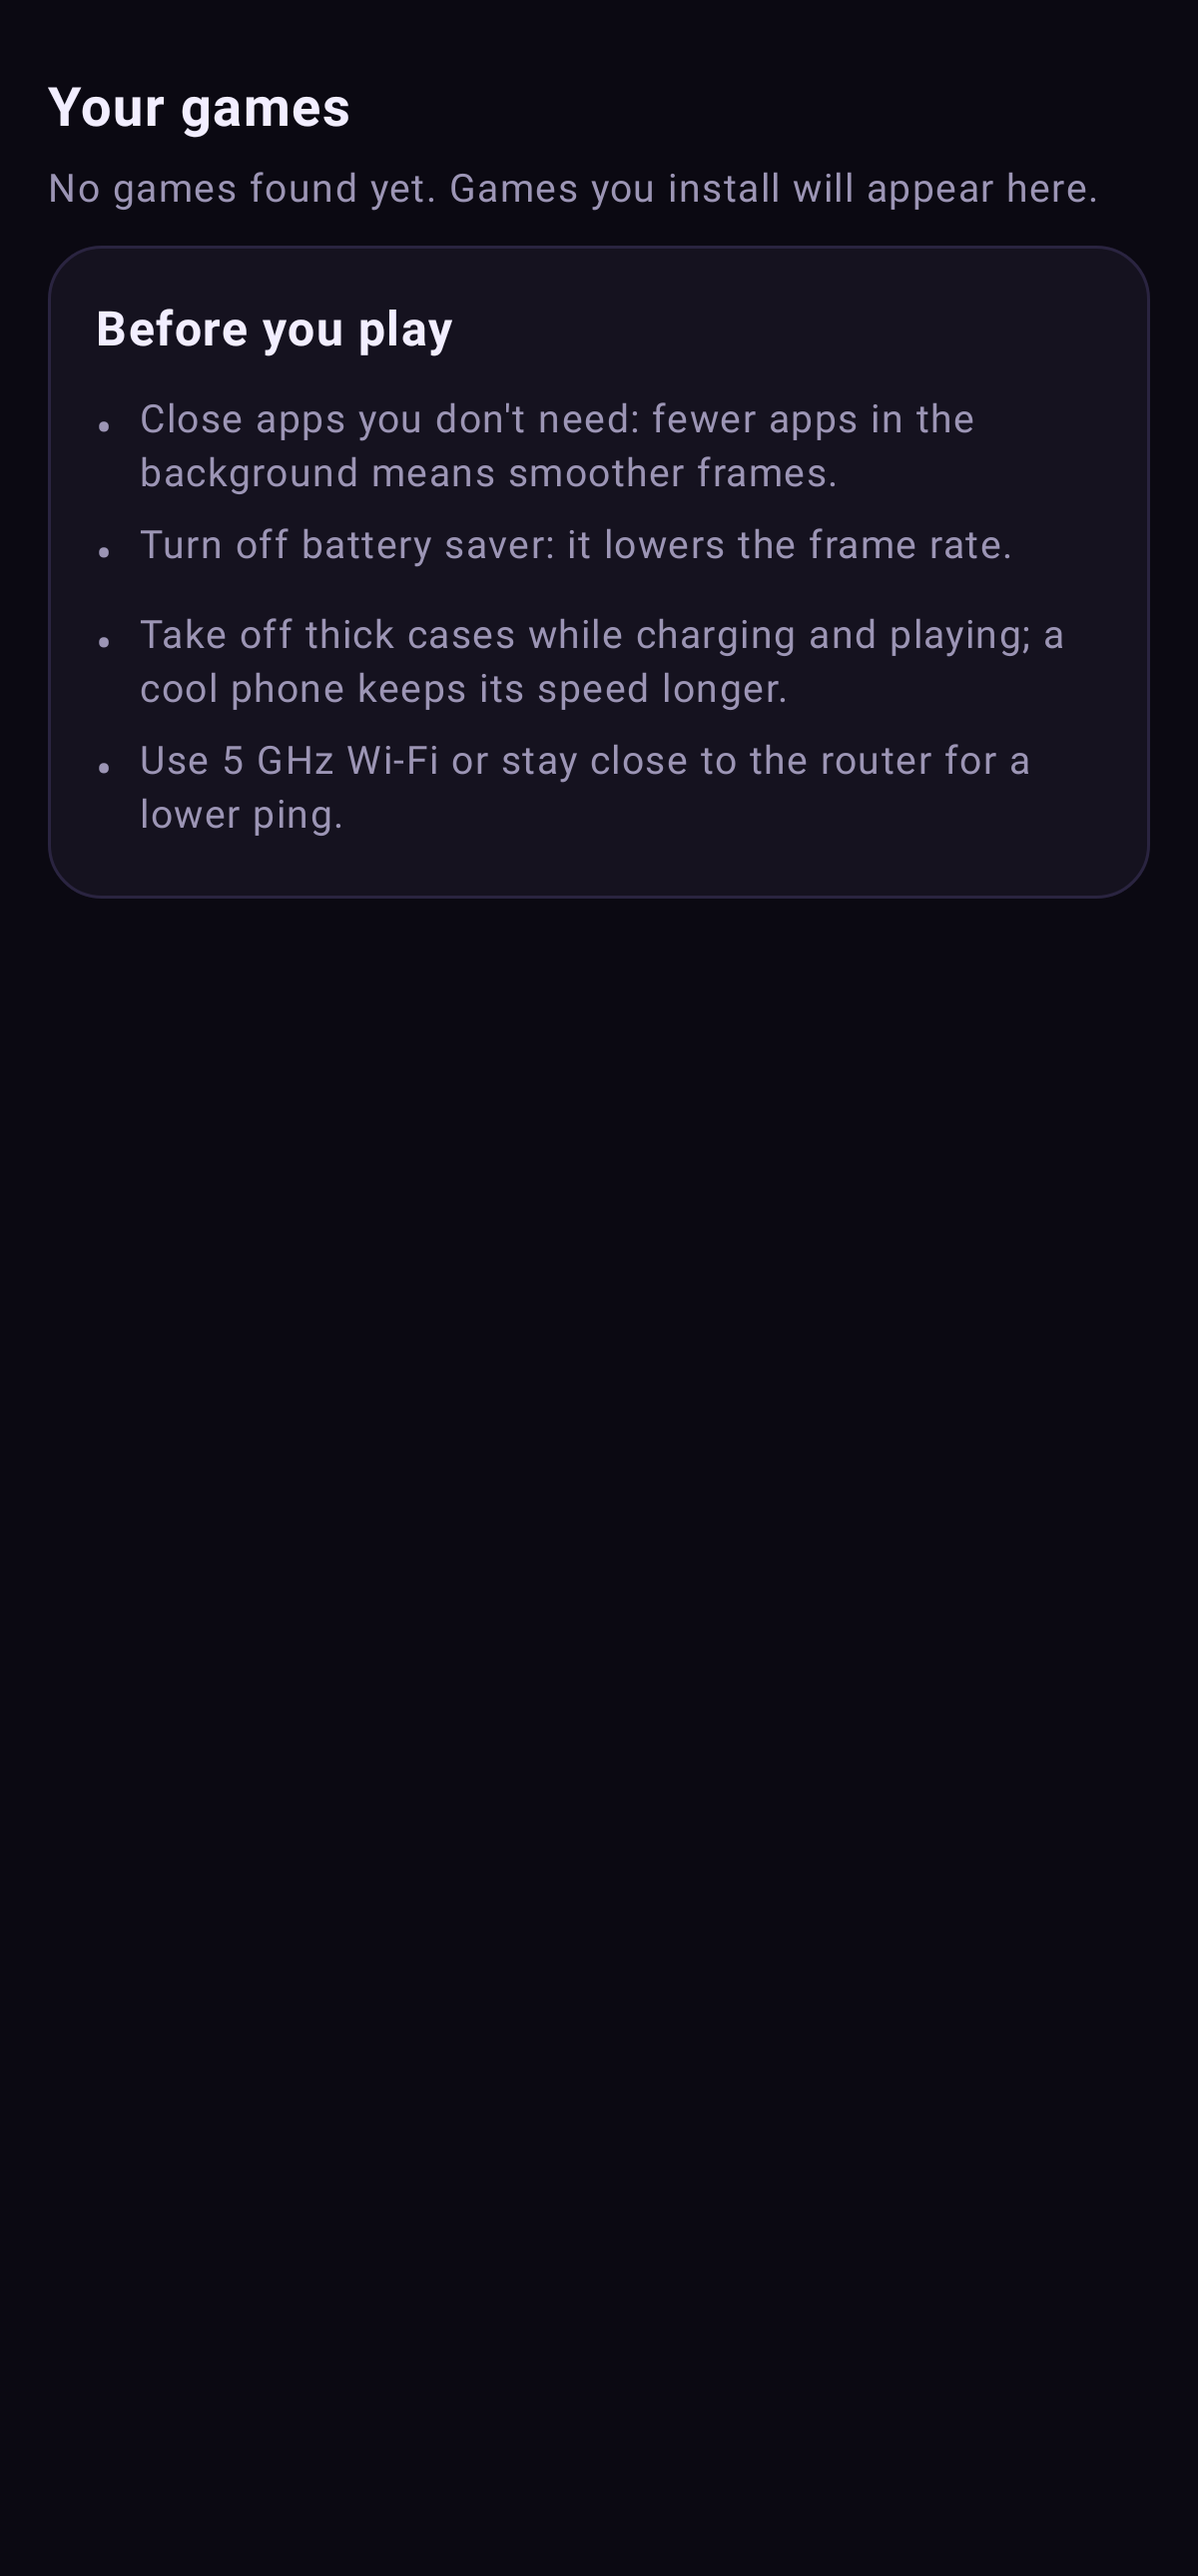 Your games
No games found yet. Games you install will appear here.
Before you play
• Close apps you don't need: fewer apps in the
background means smoother frames.
• Turn off battery saver: it lowers the frame rate.
• Take off thick cases while charging and playing; a
cool phone keeps its speed longer.
• Use 5 GHz Wi-Fi or stay close to the router for a
lower ping.